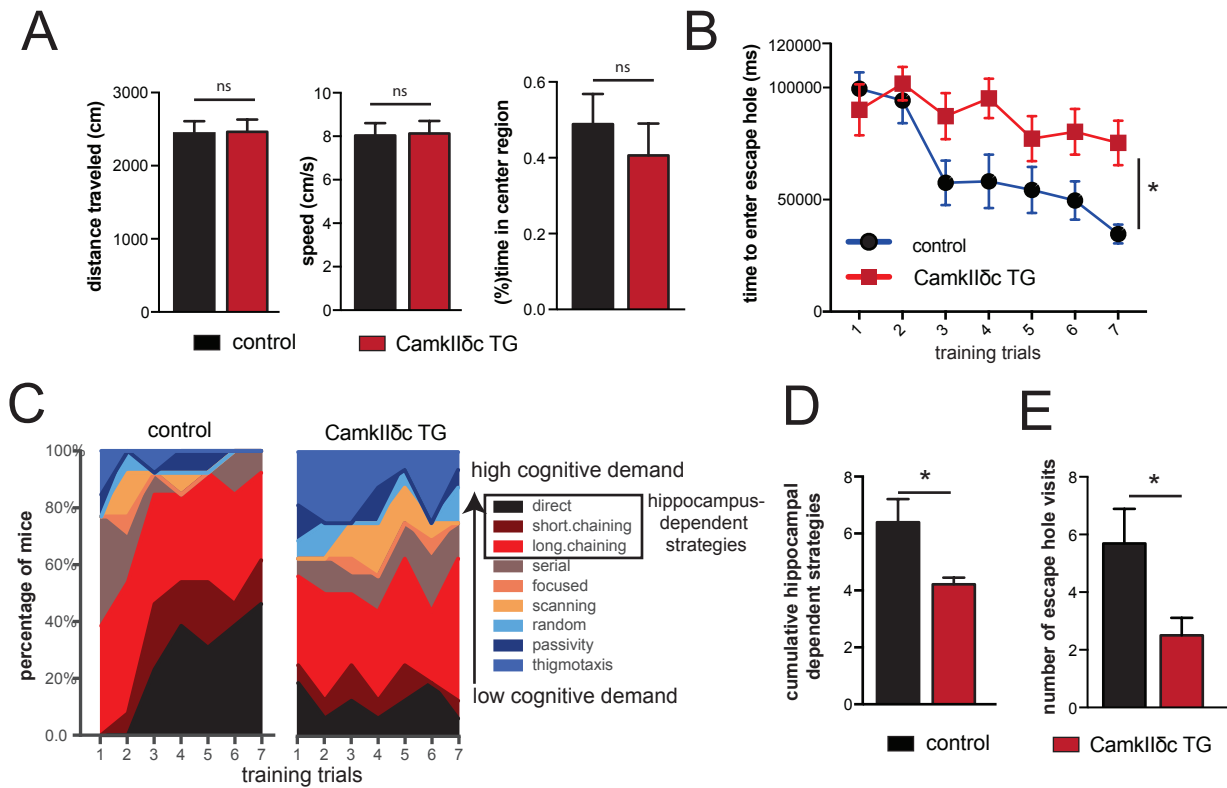 A
distance traveled (cm)
3000
2000
1000
0
ns
speed (cm/s)
10
8
6
4
2
0
ns
(%)time in center region
0.6
0.4
0.2
0.0
ns
control
CamkIIδc TG
B
time to enter escape hole (ms)
120000
100000
50000
0
control
CamkIIδc TG
*
1 2 3 4 5 6 7
training trials
C
control
CamkIIδc TG
percentage of mice
100%
80%
60%
40%
20%
0.0
1 2 3 4 5 6 7
1 2 3 4 5 6 7
training trials
high cognitive demand
direct
short.chaining
long.chaining
serial
focused
scanning
random
passivity
thigmotaxis
hippocampus-
dependent
strategies
low cognitive demand
D
cumulative hippocampal
dependent strategies
8
6
4
2
0
*
E
number of escape hole visits
8
6
4
2
0
*
control
CamkIIδc TG